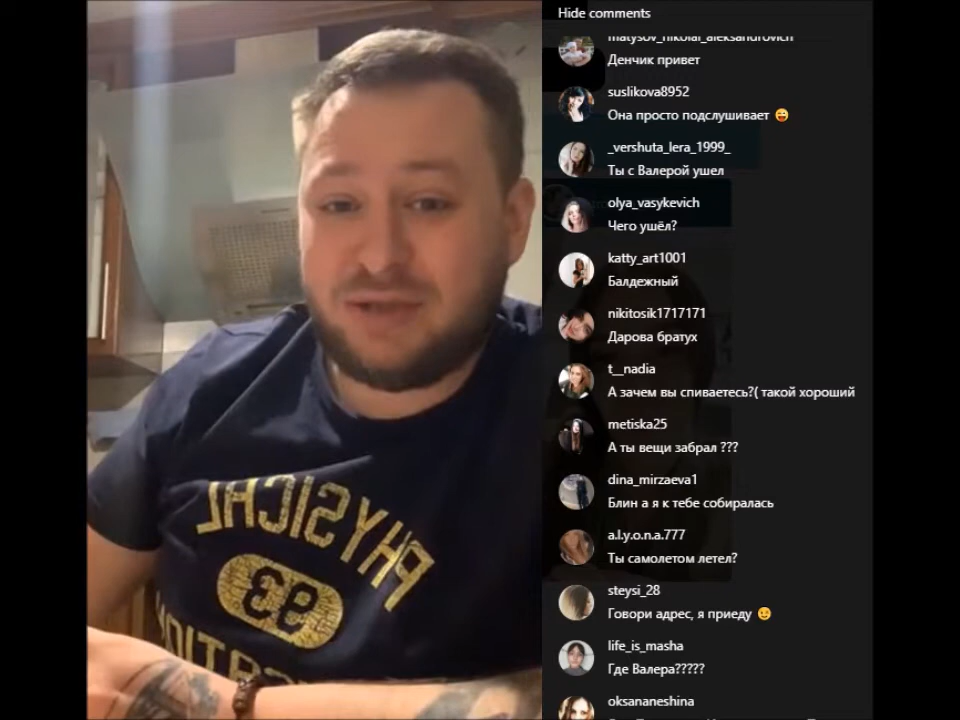 Hide comments
matysov_nikolai_aleksandrovich
Денчик привет
suslikova8952
Она просто подслушивает 😜
_vershuta_lera_1999_
Ты с Валерой ушел
olya_vasykevich
Чего ушёл?
katty_art1001
Балдежный
nikitosik1717171
Дарова братух
t__nadia
А зачем вы спиваетесь?( такой хороший
metiska25
А ты вещи забрал ???
dina_mirzaeva1
Блин а я к тебе собиралась
a.l.y.o.n.a.777
Ты самолетом летел?
steysi_28
Говори адрес, я приеду 😉
life_is_masha
Где Валера?????
oksananeshina
PHYSICAL
93